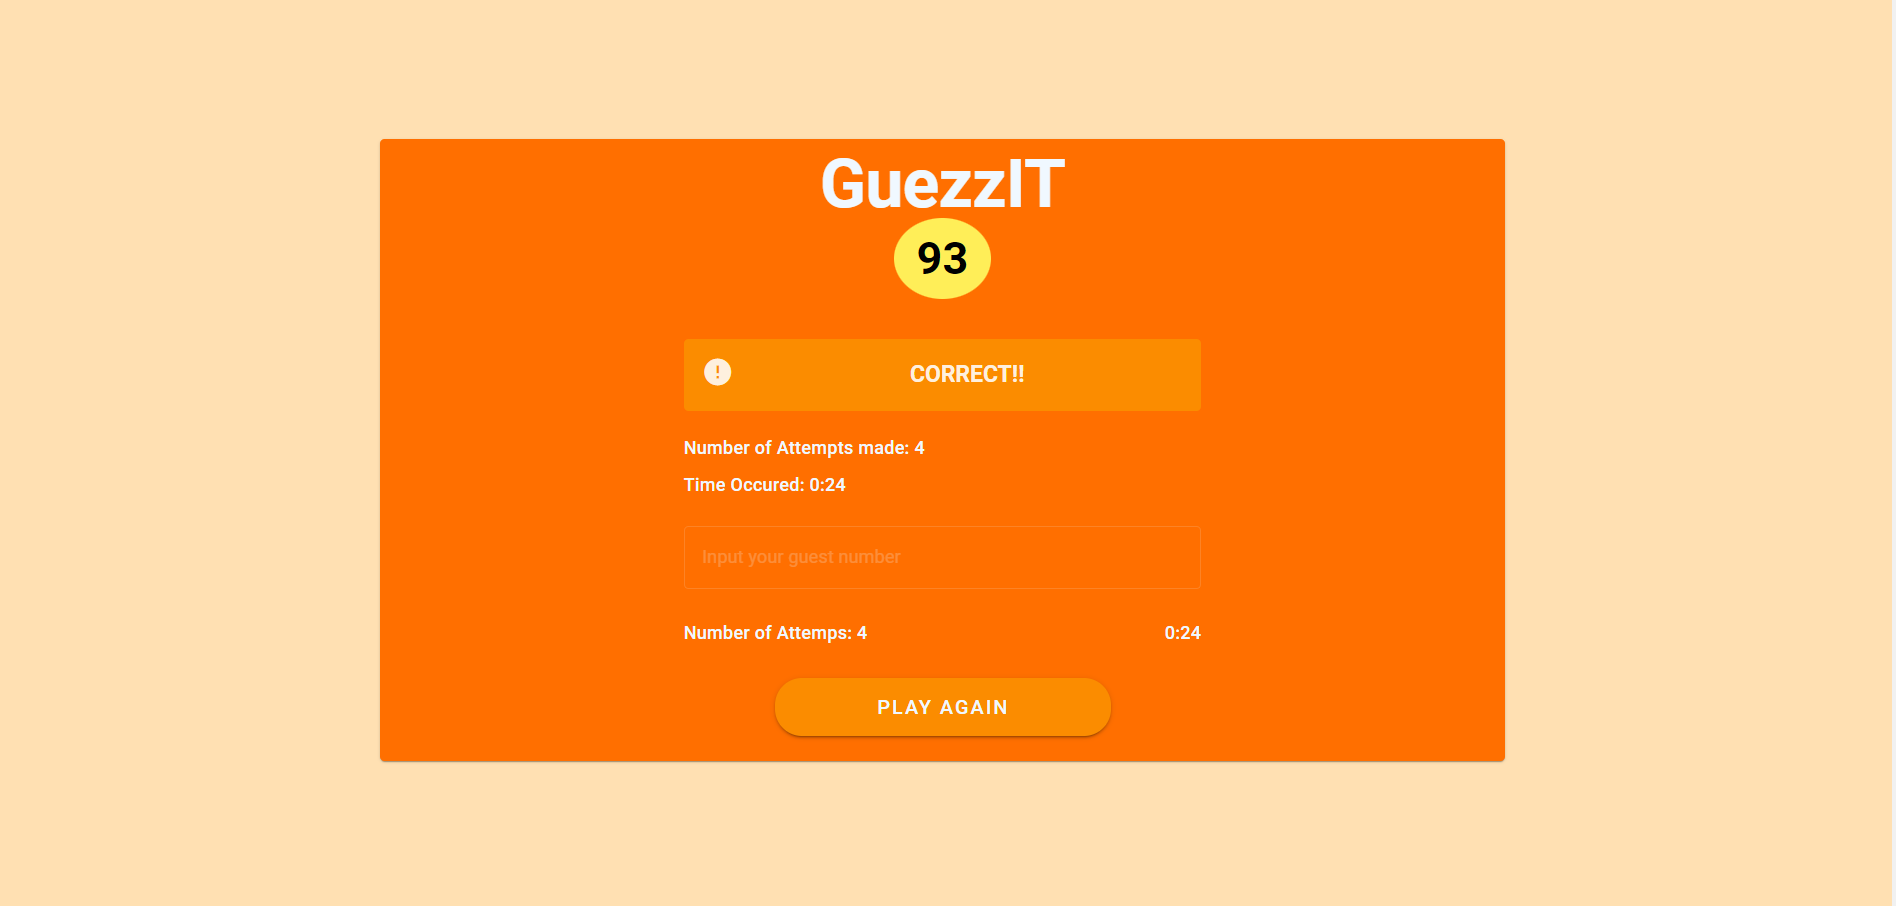 GuezzIT
93
CORRECT!!
Number of Attempts made: 4
Time Occured: 0:24
Input your guest number
Number of Attemps: 4 0:24
PLAY AGAIN